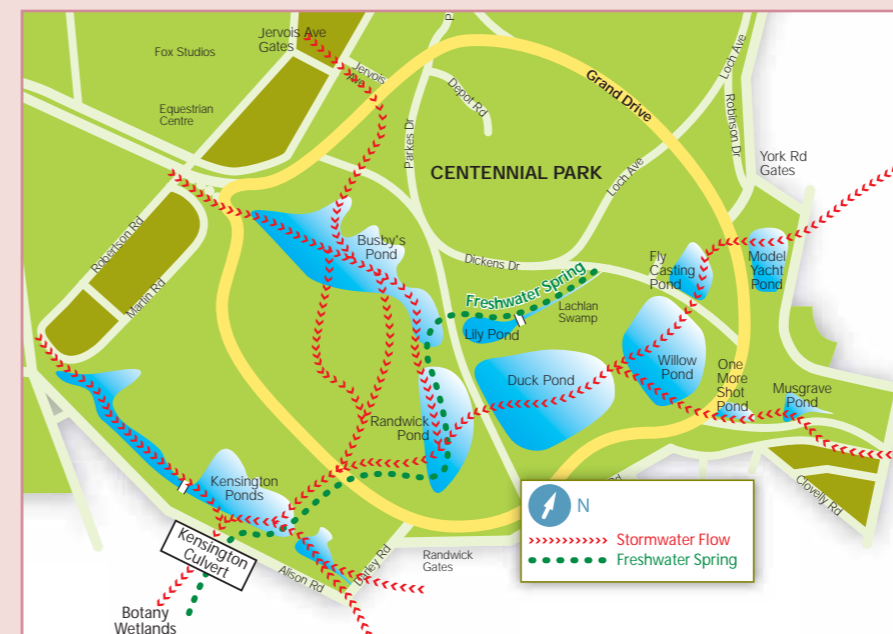 Fox Studios
Jervois Ave
Gates
Jervois
Ave
Equestrian
Centre
Depot Rd
Parkes Dr
Grand Drive
Loch Ave
Robinson Dr
York Rd
Gates
CENTENNIAL PARK
Loch Ave
Robertson Rd
Martin Rd
Busby's
Pond
Dickens Dr
Freshwater Spring
Lachlan
Swamp
Lily Pond
Fly
Casting
Pond
Model
Yacht
Pond
Willow
Pond
One
More
Shot
Pond
Musgrave
Pond
Duck Pond
Randwick
Pond
Kensington
Ponds
Clovelly Rd
N
Stormwater Flow
Freshwater Spring
Kensington
Culvert
Alison Rd
Darley Rd
Randwick
Gates
Botany
Wetlands